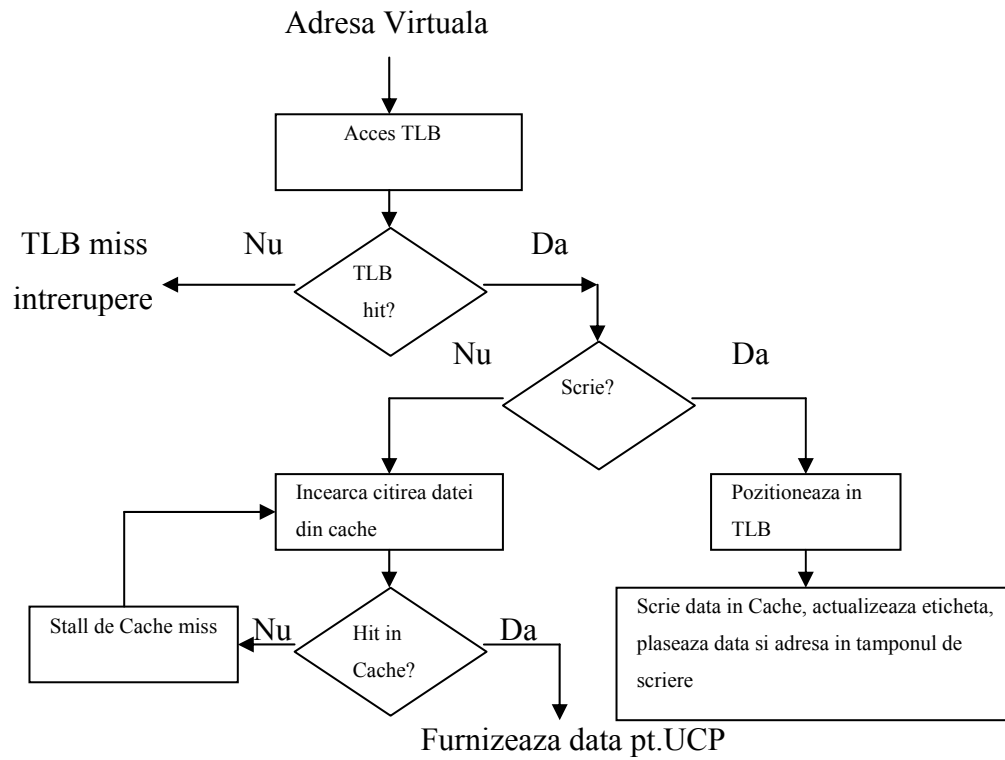 Adresa Virtuala
Acces TLB
TLB miss
intrerupere
Nu
Da
TLB
hit?
Nu
Da
Scrie?
Incearca citirea datei
din cache
Pozitioneaza in
TLB
Stall de Cache miss
Nu
Hit in
Cache?
Da
Scrie data in Cache, actualizeaza eticheta,
plaseaza data si adresa in tamponul de
scriere
Furnizeaza data pt.UCP